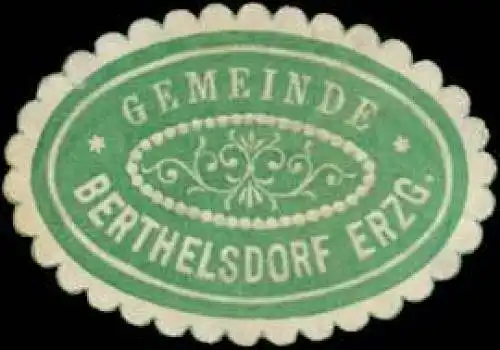 GEMEINDE
* BERTHELSDORF ERZG. *